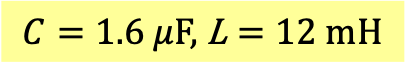 C = 1.6 μF, L = 12 mH